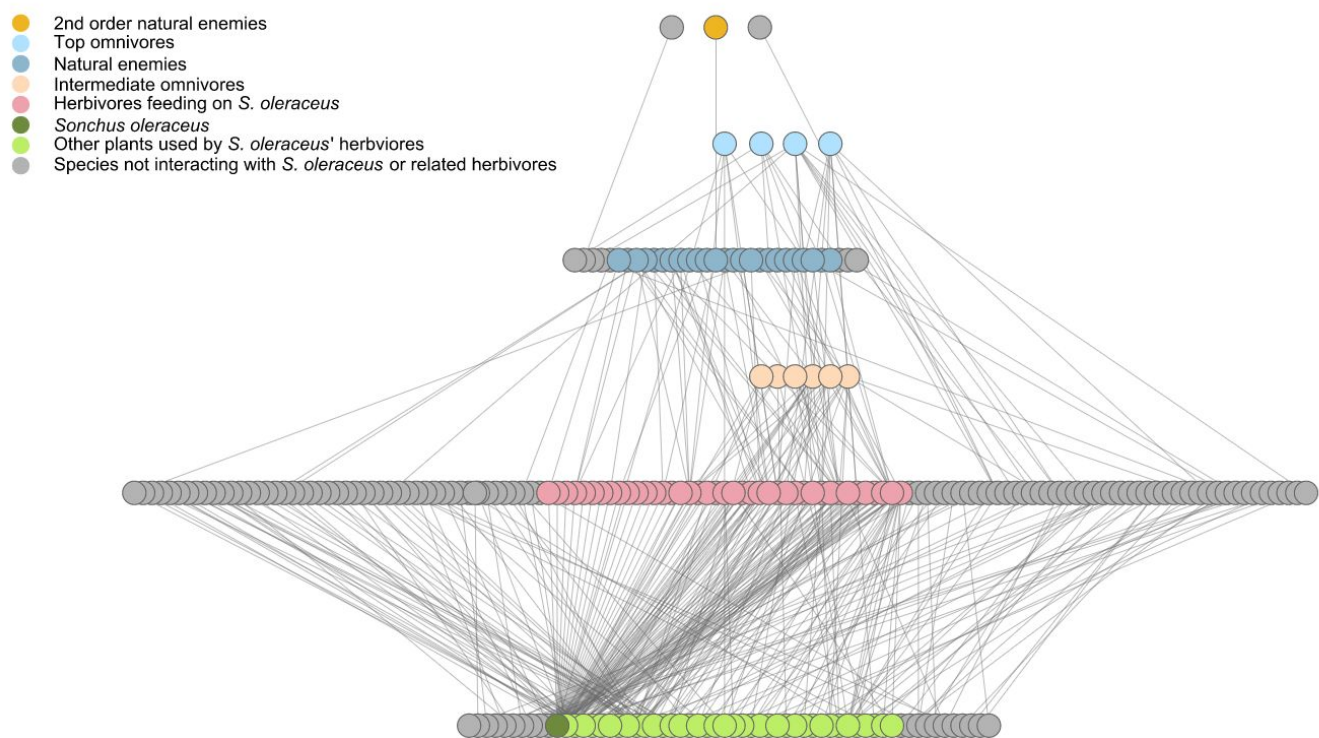 2nd order natural enemies
Top omnivores
Natural enemies
Intermediate omnivores
Herbivores feeding on S. oleraceus
Sonchus oleraceus
Other plants used by S. oleraceus' herbviores
Species not interacting with S. oleraceus or related herbivores